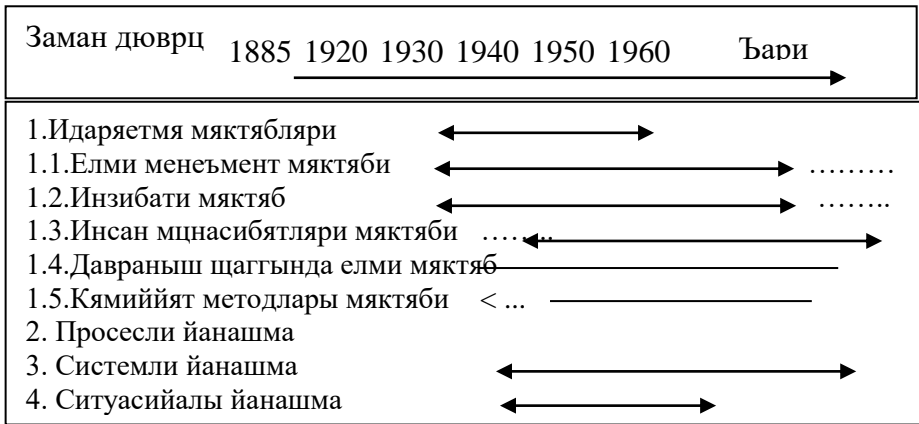 Заман дюврц 1885 1920 1930 1940 1950 1960 Ъари
1.Идаряетмя мяктябляри
1.1.Елми менеъмент мяктяби ………
1.2.Инзибати мяктяб ……..
1.3.Инсан мцнасибятляри мяктяби ……..
1.4.Давраныш щаггында елми мяктяб
1.5.Кямиййят методлары мяктяби < ...
2. Просесли йанашма
3. Системли йанашма
4. Ситуасийалы йанашма